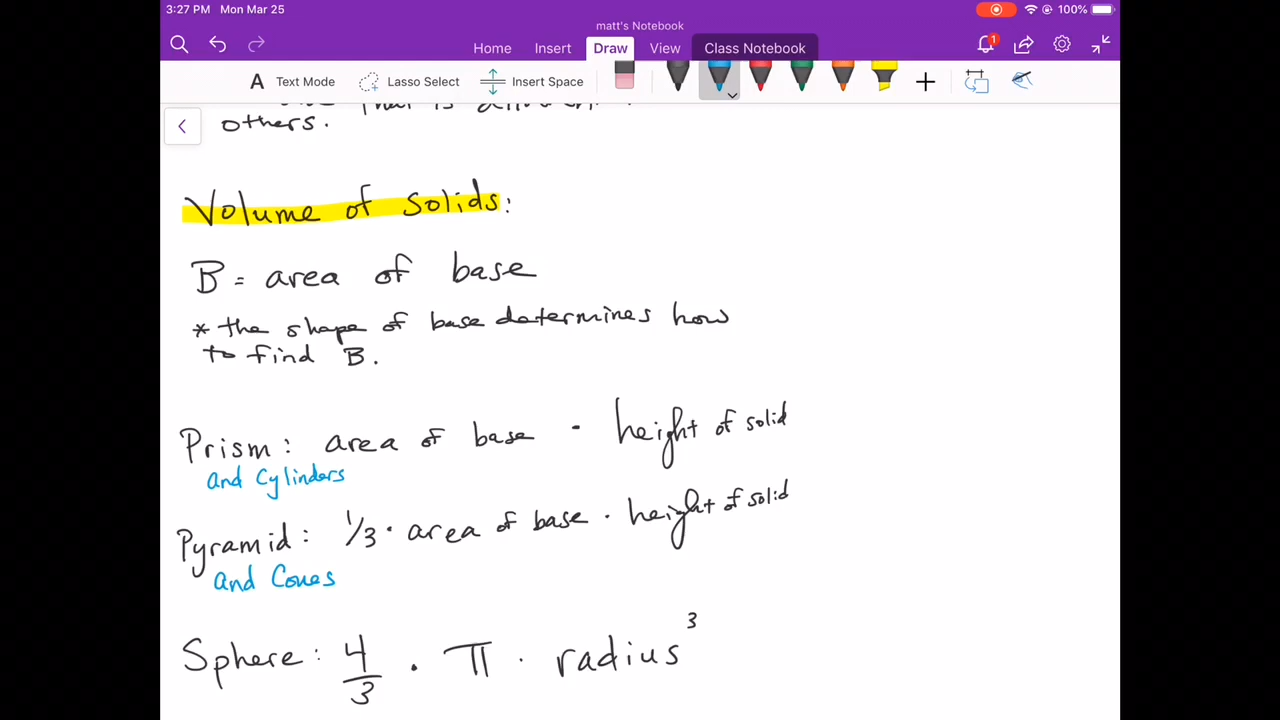 3:27 PM Mon Mar 25
100%
matt's Notebook
Home Insert Draw View Class Notebook
1
Text Mode Lasso Select Insert Space
That is
others.
Volume of solids:
B = area of base
* the shape of base determines how
to find B.
Prism: area of base · height of solid
and Cylinders
Pyramid: 1/3 · area of base · height of solid
and Cones
Sphere: 4/3 · π · radius³